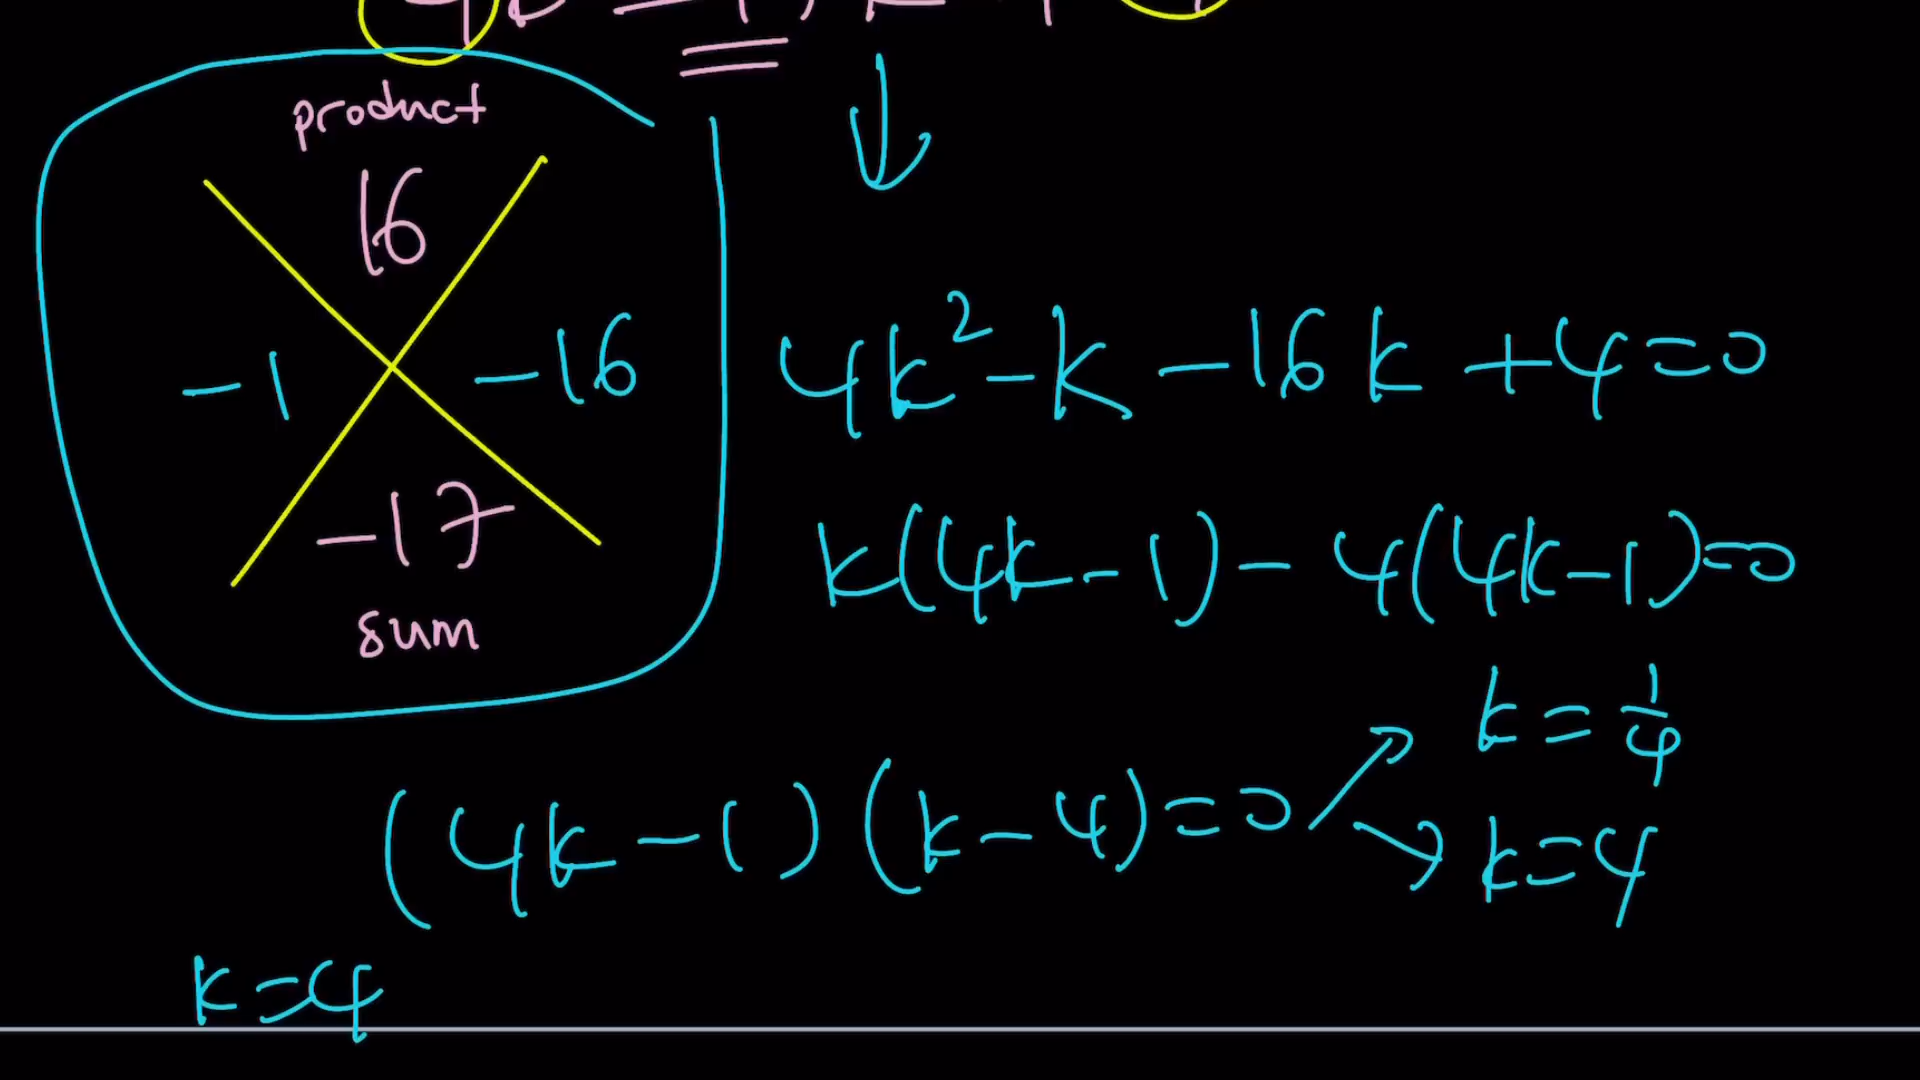 product
16
-1
-16
-17
sum
4k²-k-16k+4=0
k(4k-1)-4(4k-1)=0
k=1/4
(4k-1)(k-4)=0
k=4
k=4